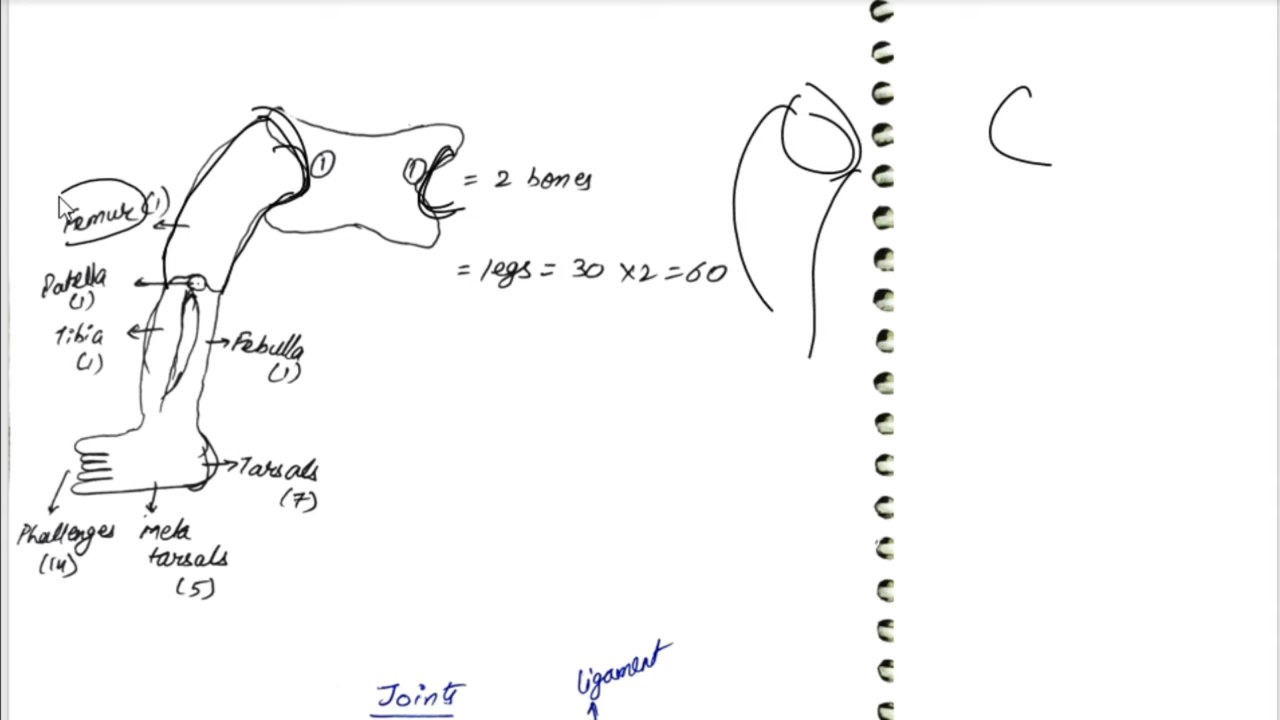 (1) (1)
= 2 bones
Femur (1)
= legs = 30 x2 = 60
Patella
(1)
Tibia
(1)
Febulla
(1)
Tarsals
(7)
Phallenges
(14)
Meta
tarsals
(5)
ligament
Joints